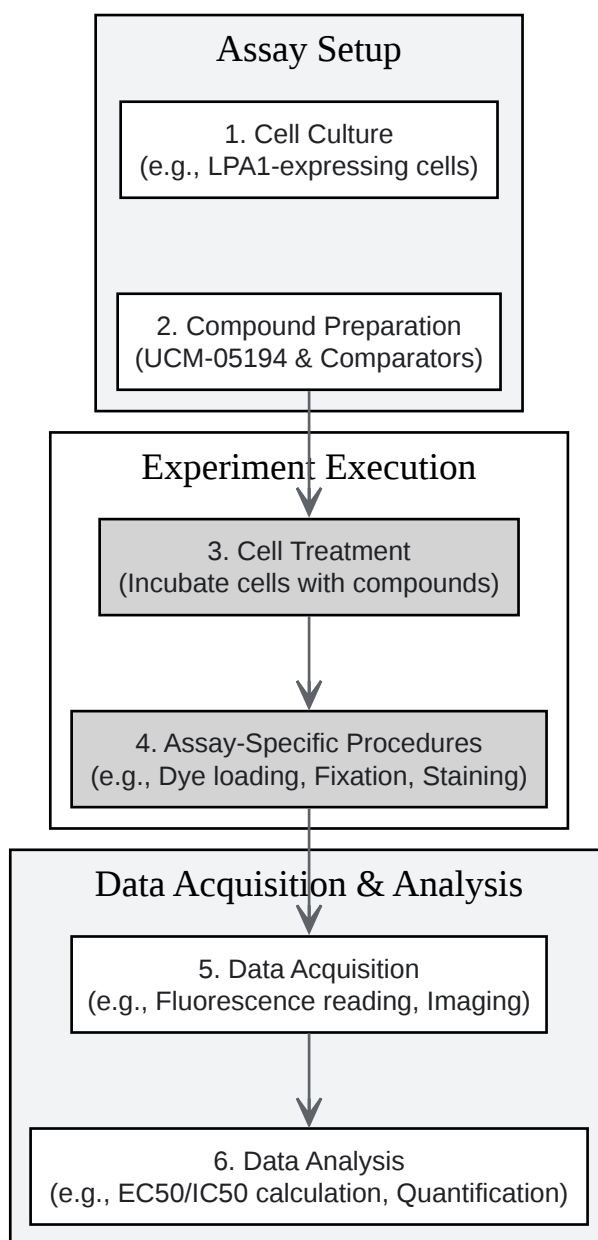 Assay Setup
1. Cell Culture
(e.g., LPA1-expressing cells)
2. Compound Preparation
(UCM-05194 & Comparators)
Experiment Execution
3. Cell Treatment
(Incubate cells with compounds)
4. Assay-Specific Procedures
(e.g., Dye loading, Fixation, Staining)
Data Acquisition & Analysis
5. Data Acquisition
(e.g., Fluorescence reading, Imaging)
6. Data Analysis
(e.g., EC50/IC50 calculation, Quantification)